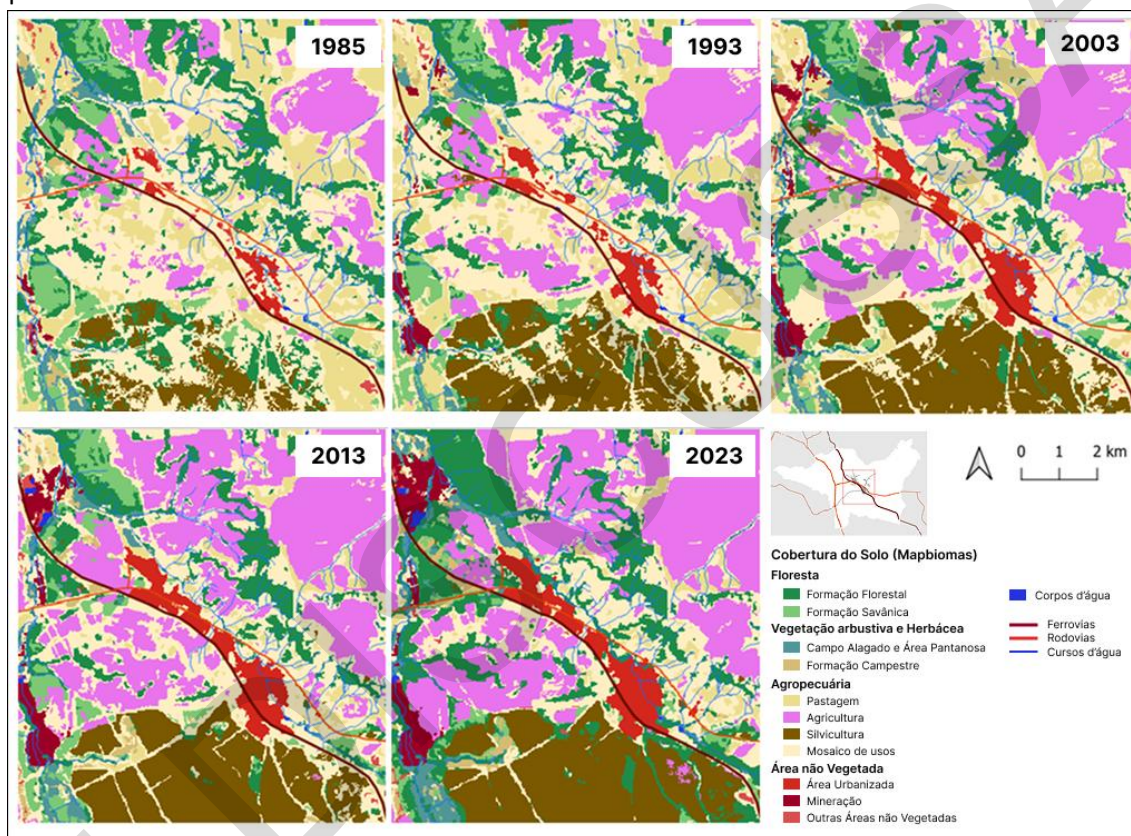 1985
1993
2003
2013
2023
0 1 2 km
Cobertura do Solo (Mapbiomas)
Floresta
Formação Florestal
Formação Savânica
Vegetação arbustiva e Herbácea
Campo Alagado e Área Pantanosa
Formação Campestre
Agropecuária
Pastagem
Agricultura
Silvicultura
Mosaico de usos
Área não Vegetada
Área Urbanizada
Mineração
Outras Áreas não Vegetadas
Corpos d'água
Ferrovias
Rodovias
Cursos d'água